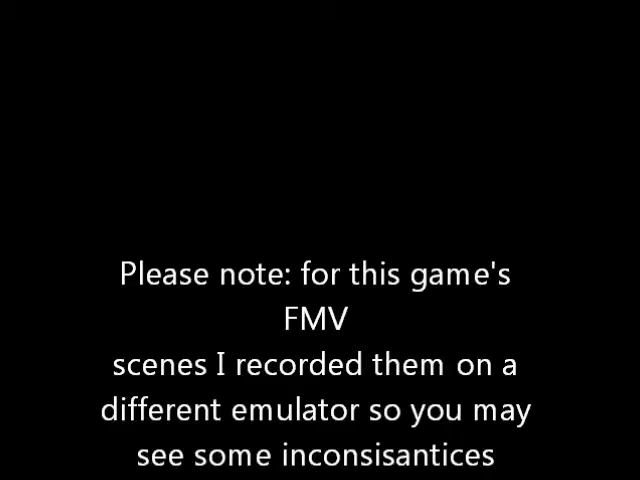 Please note: for this game's
FMV
scenes I recorded them on a
different emulator so you may
see some inconsisantices